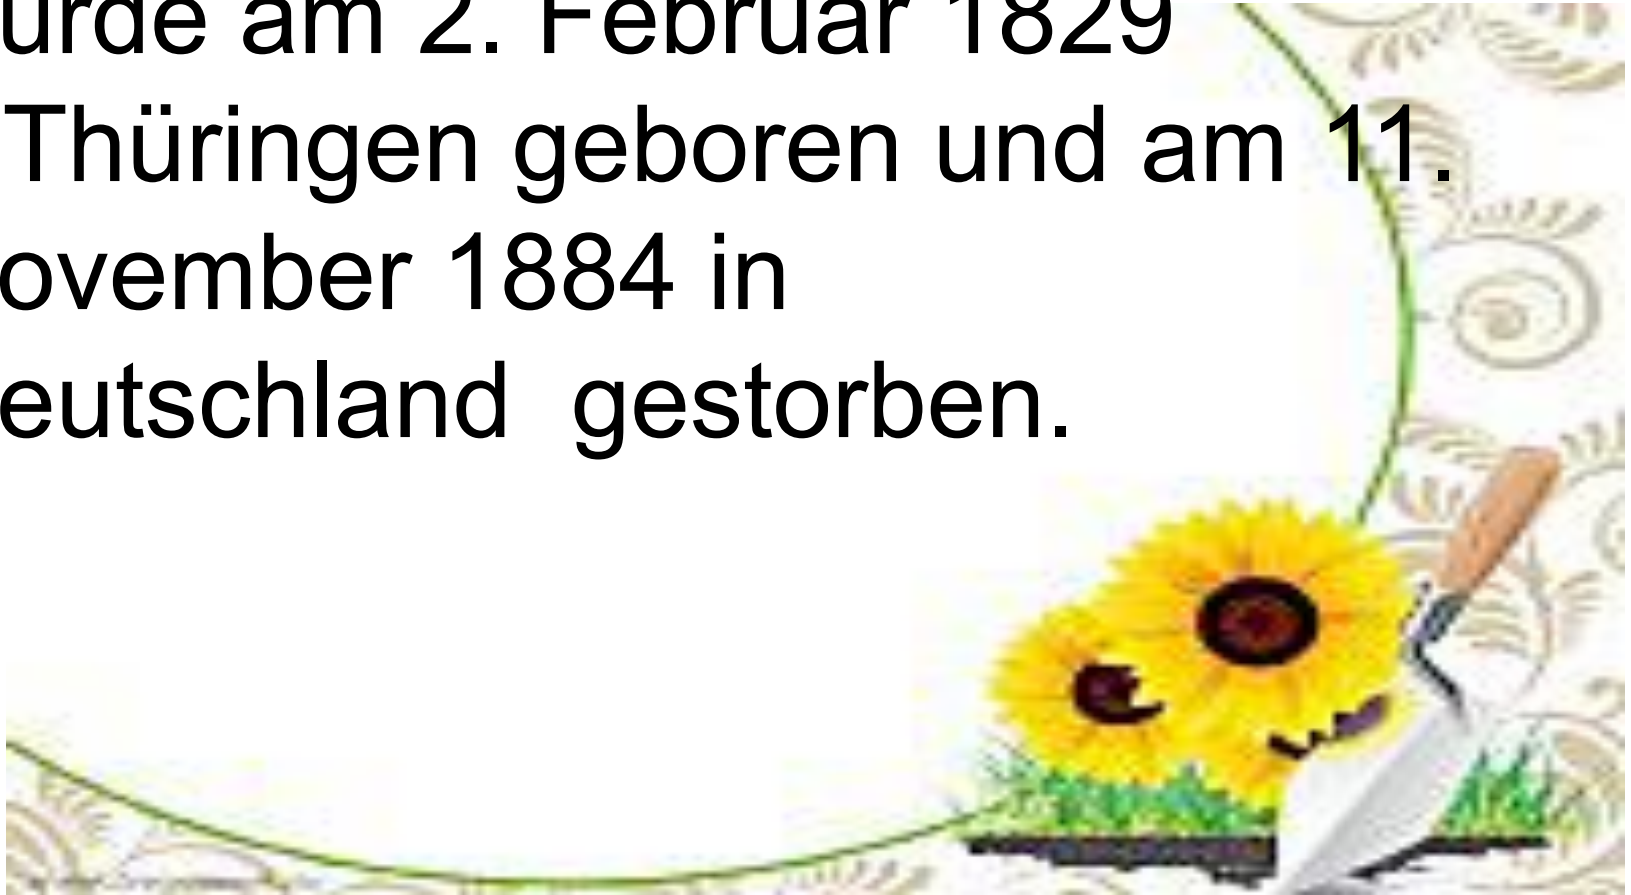 urde am 2. Februar 1829
Thüringen geboren und am 11.
ovember 1884 in
eutschland gestorben.